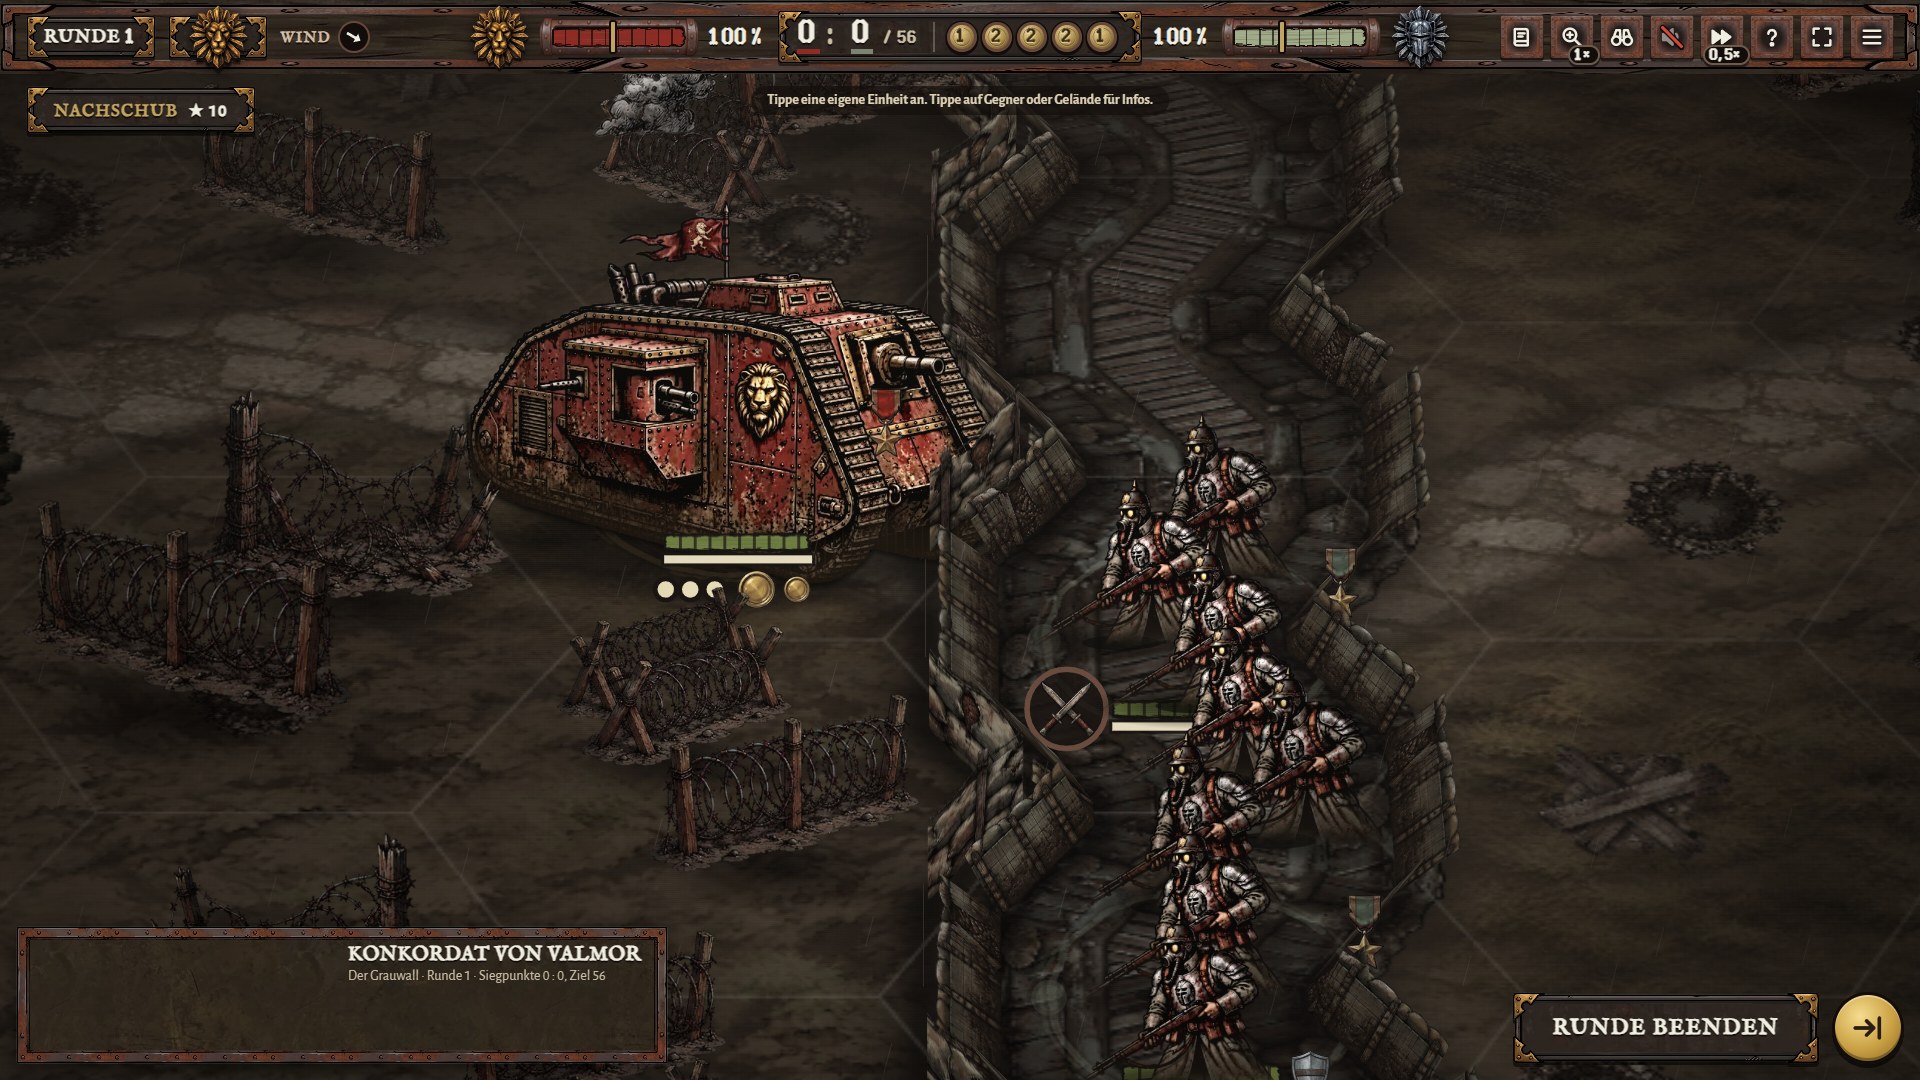 RUNDE 1
WIND
100%
0 : 0 / 56
1 2 2 2 1
100%
1×
0,5×
?
NACHSCHUB ★ 10
Tippe eine eigene Einheit an. Tippe auf Gegner oder Gelände für Infos.
KONKORDAT VON VALMOR
Der Grauwall · Runde 1 · Siegpunkte 0 : 0, Ziel 56
RUNDE BEENDEN